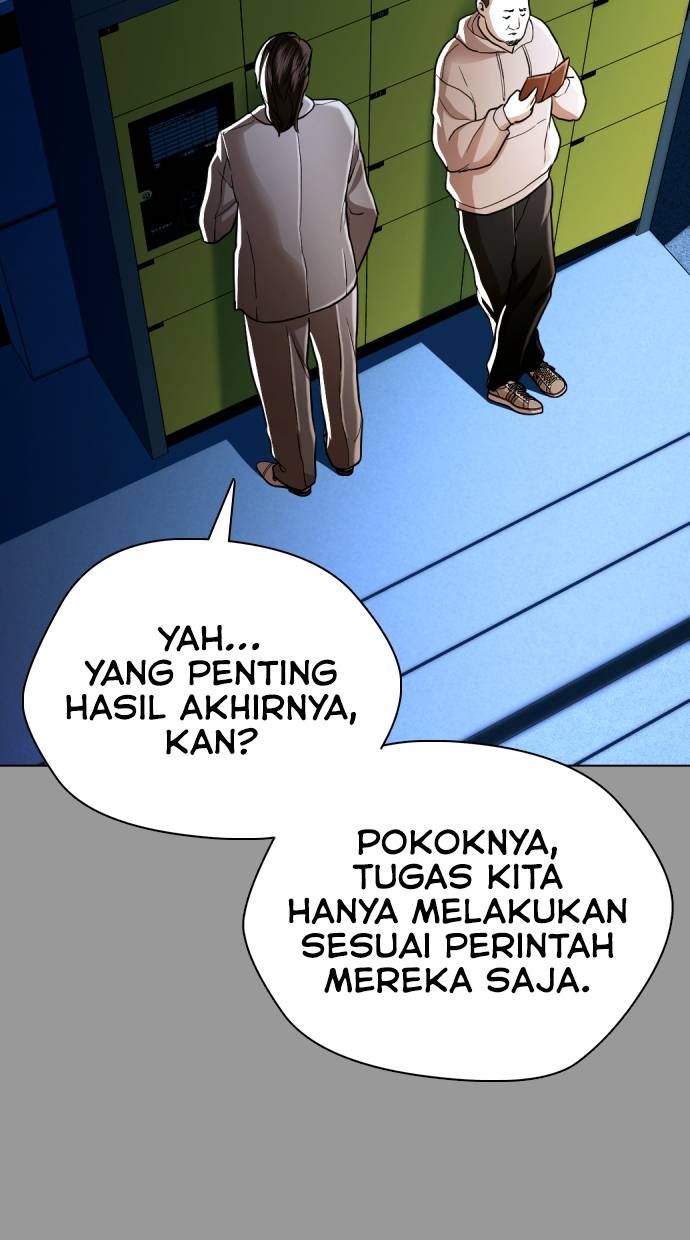 YAH...
YANG PENTING
HASIL AKHIRNYA,
KAN?
POKOKNYA,
TUGAS KITA
HANYA MELAKUKAN
SESUAI PERINTAH
MEREKA SAJA.